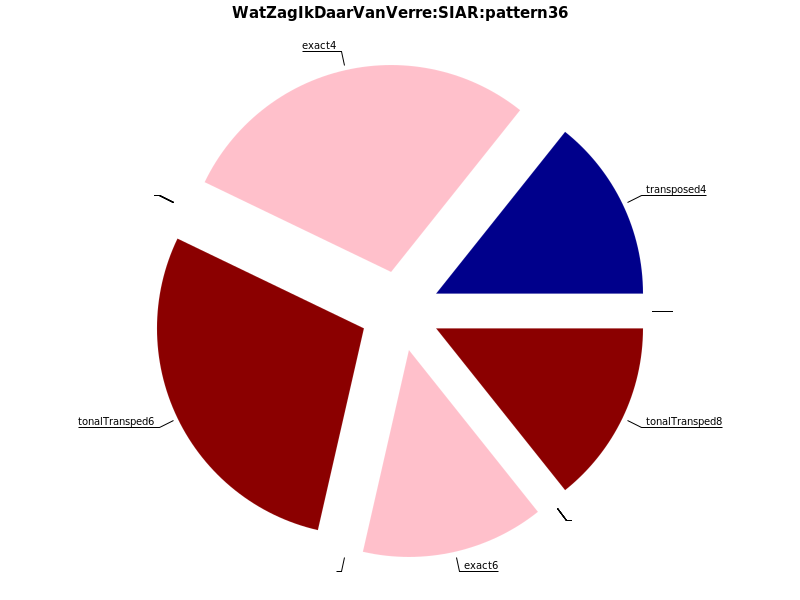 WatZagIkDaarVanVerre:SIAR:pattern36
exact4
transposed4
tonalTransped6
tonalTransped8
exact6